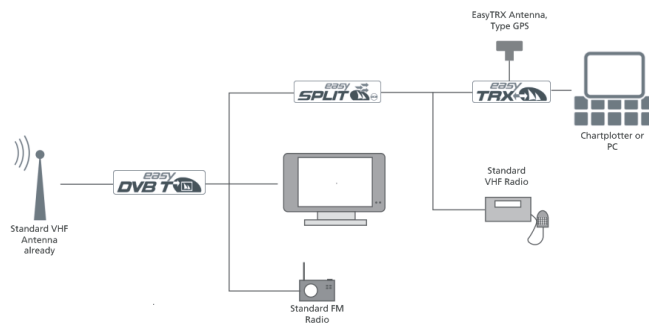 EasyTRX Antenna,
Type GPS
easy
SPLIT
easy
TRX
Chartplotter or
PC
easy
DVB T
Standard
VHF Radio
Standard VHF
Antenna
already
Standard FM
Radio